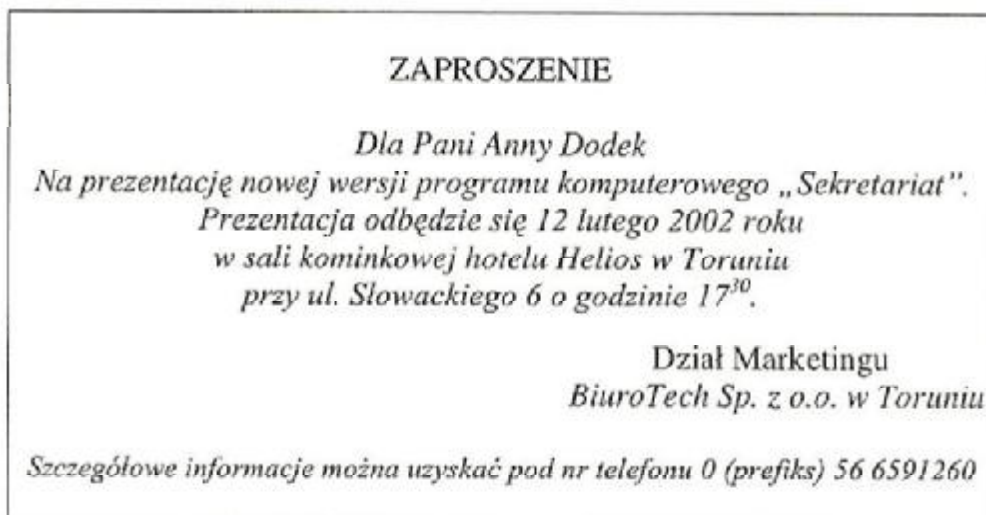 ZAPROSZENIE
Dla Pani Anny Dodek
Na prezentację nowej wersji programu komputerowego „Sekretariat”.
Prezentacja odbędzie się 12 lutego 2002 roku
w sali kominkowej hotelu Helios w Toruniu
przy ul. Słowackiego 6 o godzinie 17³⁰.
Dział Marketingu
BiuroTech Sp. z o.o. w Toruniu
Szczegółowe informacje można uzyskać pod nr telefonu 0 (prefiks) 56 6591260